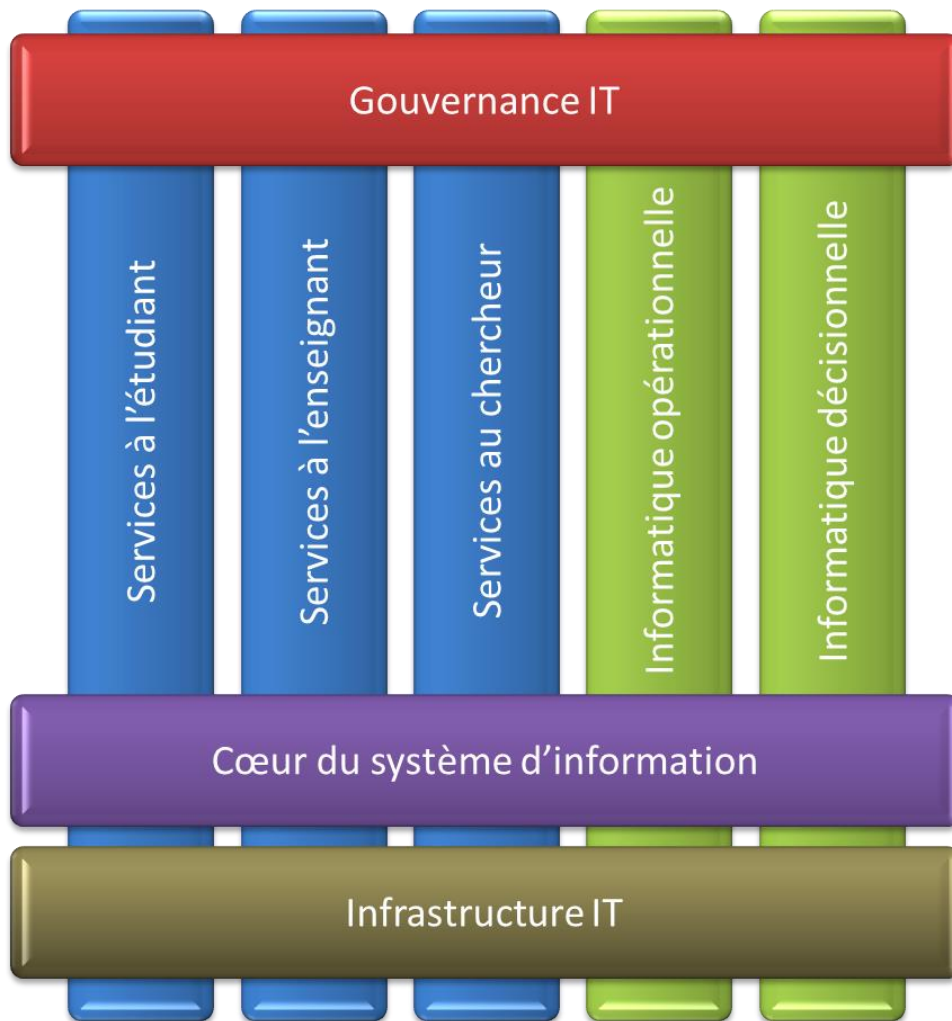 Gouvernance IT
Services à l'étudiant
Services à l'enseignant
Services au chercheur
Informatique opérationnelle
Informatique décisionnelle
Cœur du système d'information
Infrastructure IT